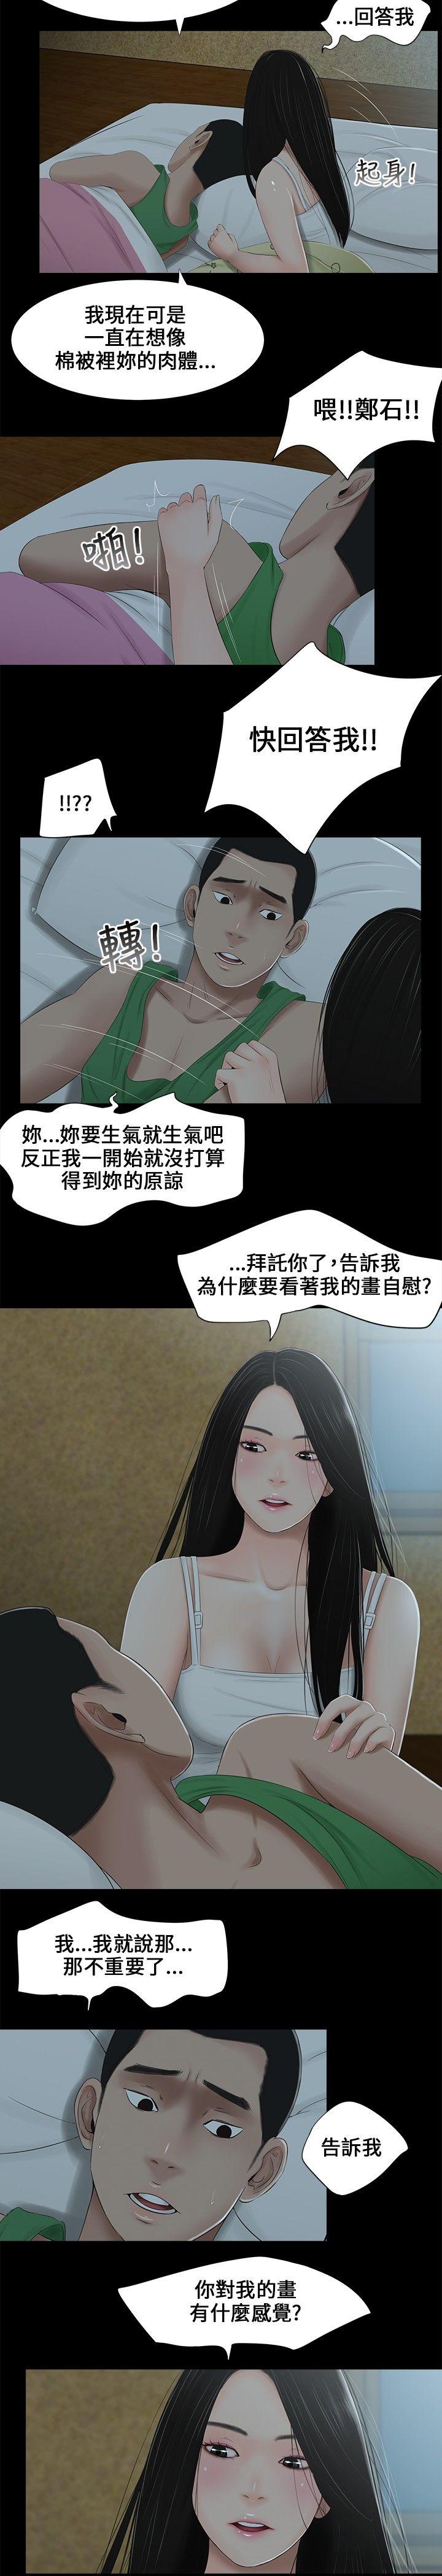 ...回答我
起身!
我現在可是
一直在想像
棉被裡妳的肉體...
喂!!鄭石!!
啪!
快回答我!!
!!??
轉!
妳...妳要生氣就生氣吧
反正我一開始就沒打算
得到妳的原諒
...拜託你了,告訴我
為什麼要看著我的畫自慰?
我...我就說那...
那不重要了...
告訴我
你對我的畫
有什麼感覺?